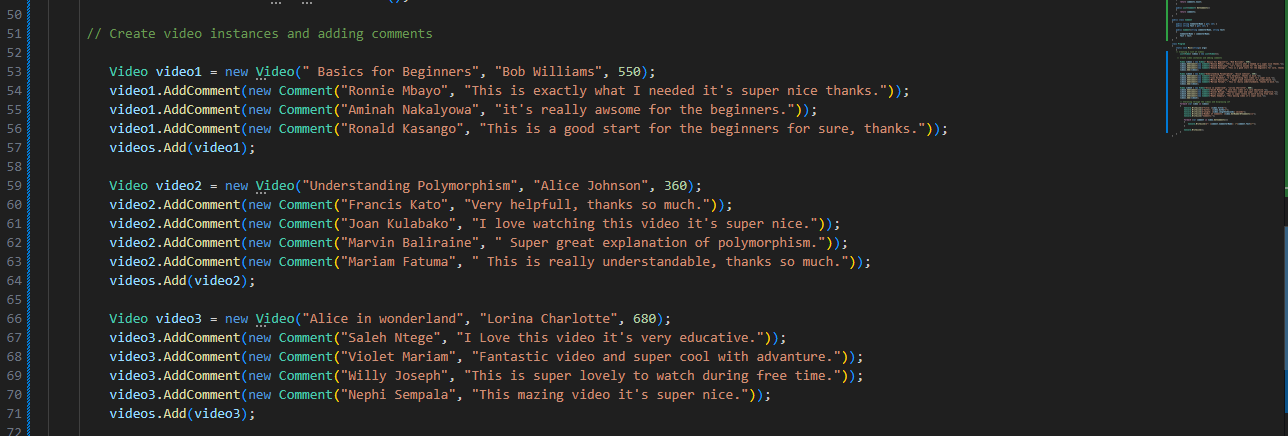 50
51 // Create video instances and adding comments
52
53 Video video1 = new Video(" Basics for Beginners", "Bob Williams", 550);
54 video1.AddComment(new Comment("Ronnie Mbayo", "This is exactly what I needed it's super nice thanks."));
55 video1.AddComment(new Comment("Aminah Nakalyowa", "it's really awsome for the beginners."));
56 video1.AddComment(new Comment("Ronald Kasango", "This is a good start for the beginners for sure, thanks."));
57 videos.Add(video1);
58
59 Video video2 = new Video("Understanding Polymorphism", "Alice Johnson", 360);
60 video2.AddComment(new Comment("Francis Kato", "Very helpfull, thanks so much."));
61 video2.AddComment(new Comment("Joan Kulabako", "I love watching this video it's super nice."));
62 video2.AddComment(new Comment("Marvin Baliraine", " Super great explanation of polymorphism."));
63 video2.AddComment(new Comment("Mariam Fatuma", " This is really understandable, thanks so much."));
64 videos.Add(video2);
65
66 Video video3 = new Video("Alice in wonderland", "Lorina Charlotte", 680);
67 video3.AddComment(new Comment("Saleh Ntege", "I Love this video it's very educative."));
68 video3.AddComment(new Comment("Violet Mariam", "Fantastic video and super cool with advanture."));
69 video3.AddComment(new Comment("Willy Joseph", "This is super lovely to watch during free time."));
70 video3.AddComment(new Comment("Nephi Sempala", "This mazing video it's super nice."));
71 videos.Add(video3);
72